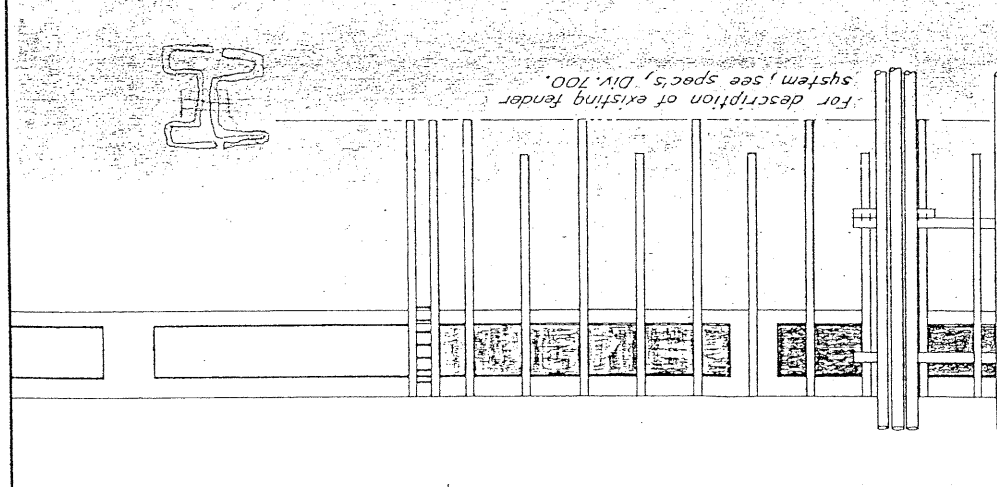 For description of existing fender
system, see spec's, Div. 700.